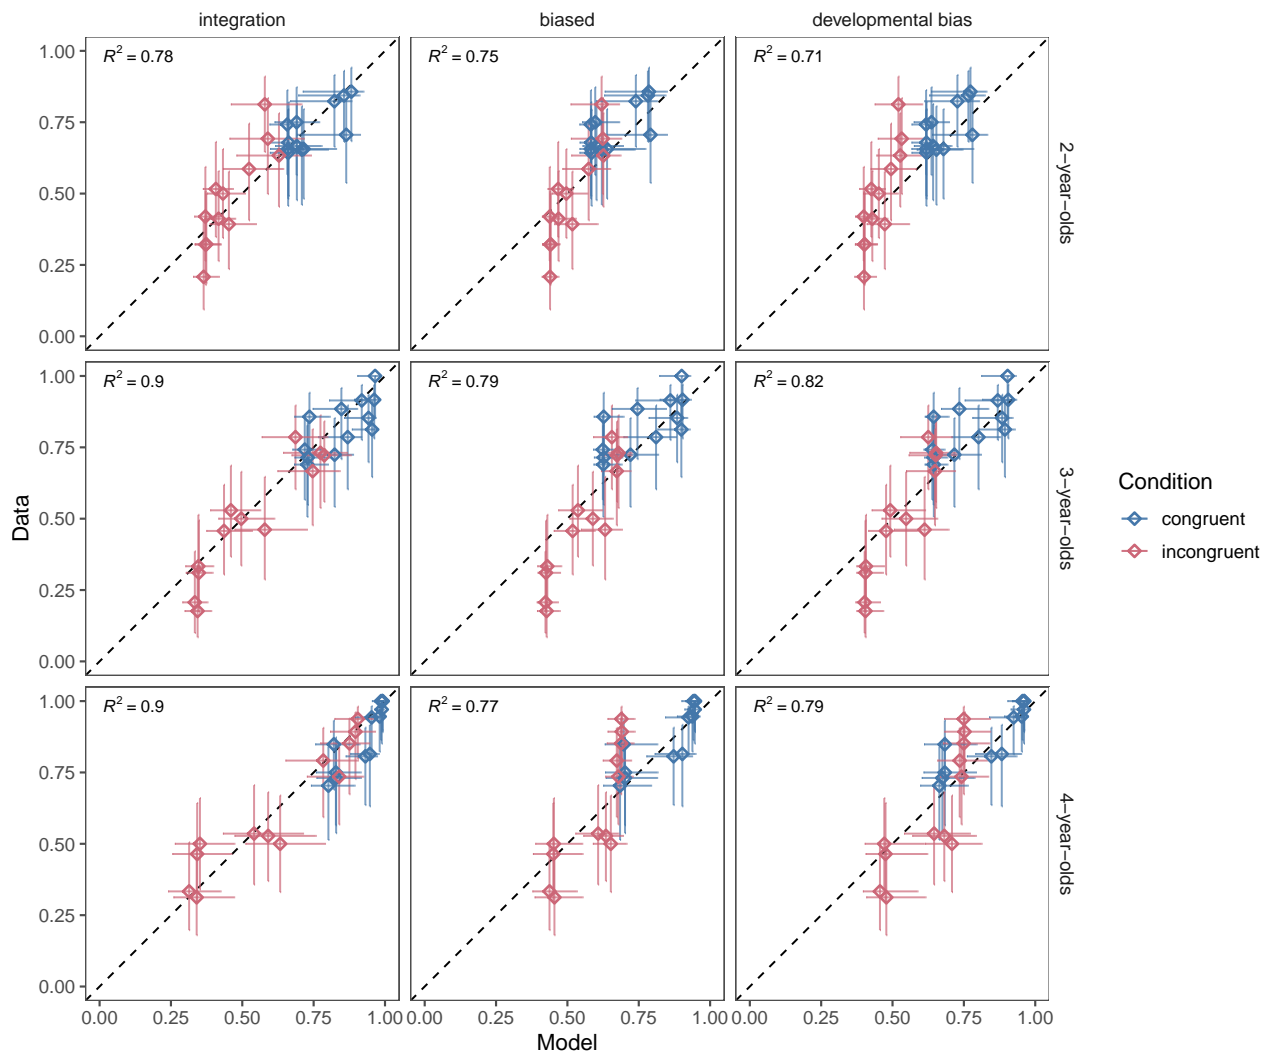 integration
biased
developmental bias
R² = 0.78
R² = 0.75
R² = 0.71
1.00
0.75
0.50
0.25
0.00
2−year−olds
R² = 0.9
R² = 0.79
R² = 0.82
1.00
0.75
0.50
0.25
0.00
3−year−olds
R² = 0.9
R² = 0.77
R² = 0.79
1.00
0.75
0.50
0.25
0.00
4−year−olds
0.00 0.25 0.50 0.75 1.00
0.00 0.25 0.50 0.75 1.00
0.00 0.25 0.50 0.75 1.00
Model
Data
Condition
congruent
incongruent